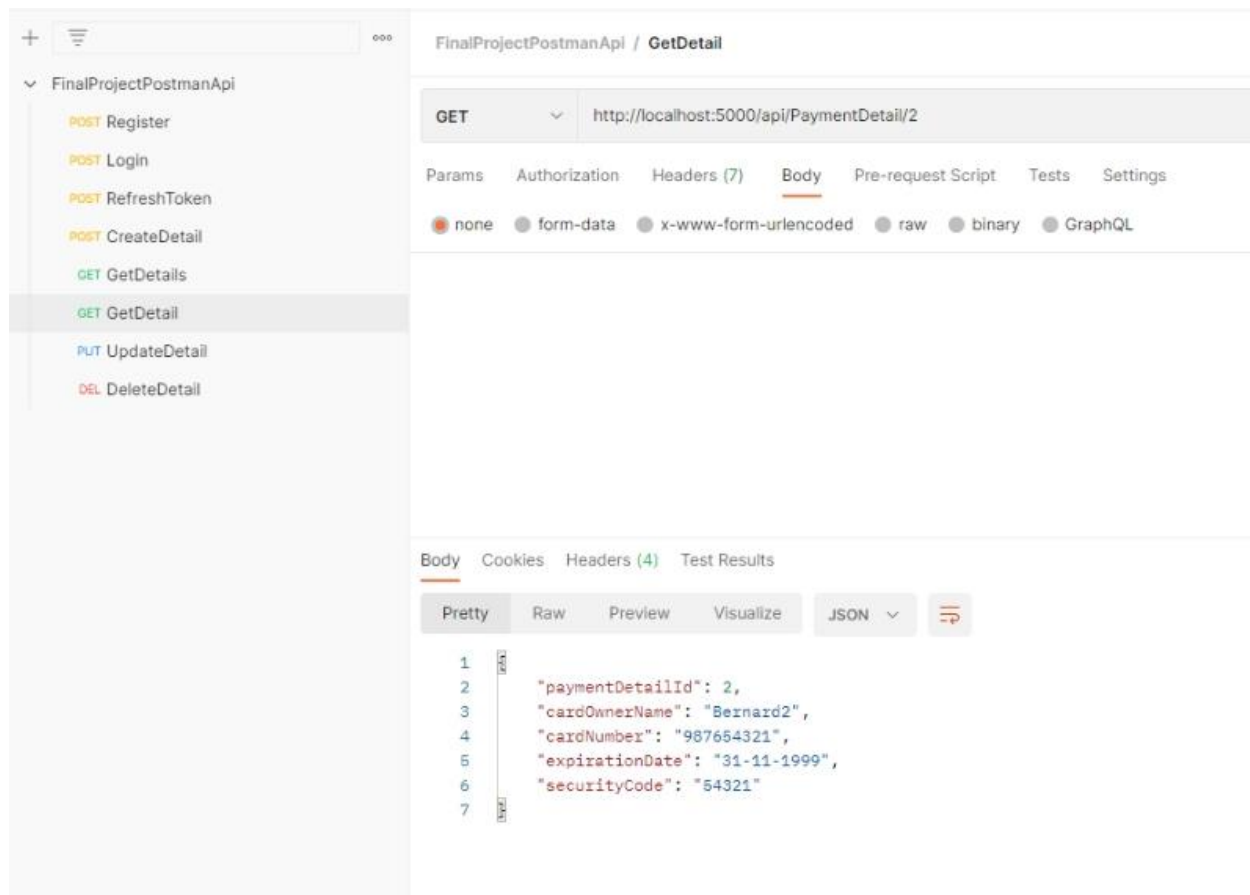 FinalProjectPostmanApi
POST Register
POST Login
POST RefreshToken
POST CreateDetail
GET GetDetails
GET GetDetail
PUT UpdateDetail
DEL DeleteDetail
FinalProjectPostmanApi / GetDetail
GET http://localhost:5000/api/PaymentDetail/2
Params Authorization Headers (7) Body Pre-request Script Tests Settings
none form-data x-www-form-urlencoded raw binary GraphQL
Body Cookies Headers (4) Test Results
Pretty Raw Preview Visualize JSON
1 {
2 "paymentDetailId": 2,
3 "cardOwnerName": "Bernard2",
4 "cardNumber": "987654321",
5 "expirationDate": "31-11-1999",
6 "securityCode": "54321"
7 }